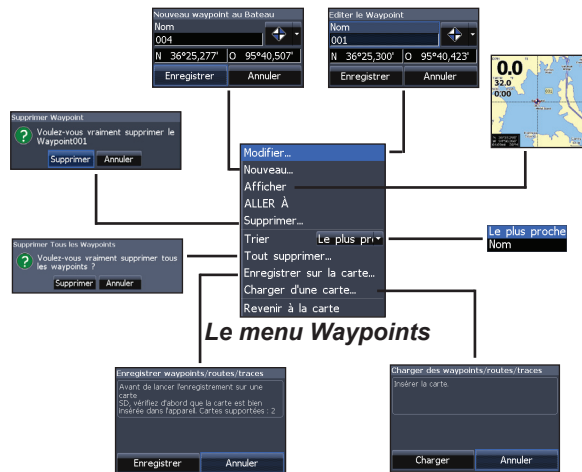 Nouveau waypoint au Bateau
Nom
004
N 36°25,277' O 95°40,507'
Enregistrer Annuler
Editer le Waypoint
Nom
001
N 36°25,300' O 95°40,423'
Enregistrer Annuler
0.0
32.0
0.00
Supprimer Waypoint
Voulez-vous vraiment supprimer le
Waypoint001
Supprimer Annuler
Modifier...
Nouveau...
Afficher
ALLER À
Supprimer...
Trier Le plus pr
Tout supprimer...
Enregistrer sur la carte...
Charger d'une carte...
Revenir à la carte
Le plus proche
Nom
Supprimer Tous les Waypoints
Voulez-vous vraiment supprimer tous
les waypoints ?
Supprimer Annuler
Le menu Waypoints
Enregistrer waypoints/routes/traces
Avant de lancer l'enregistrement sur une
carte
SD, vérifiez d'abord que la carte est bien
insérée dans l'appareil. Cartes supportées : 2
Enregistrer Annuler
Charger des waypoints/routes/traces
Insérer la carte.
Charger Annuler